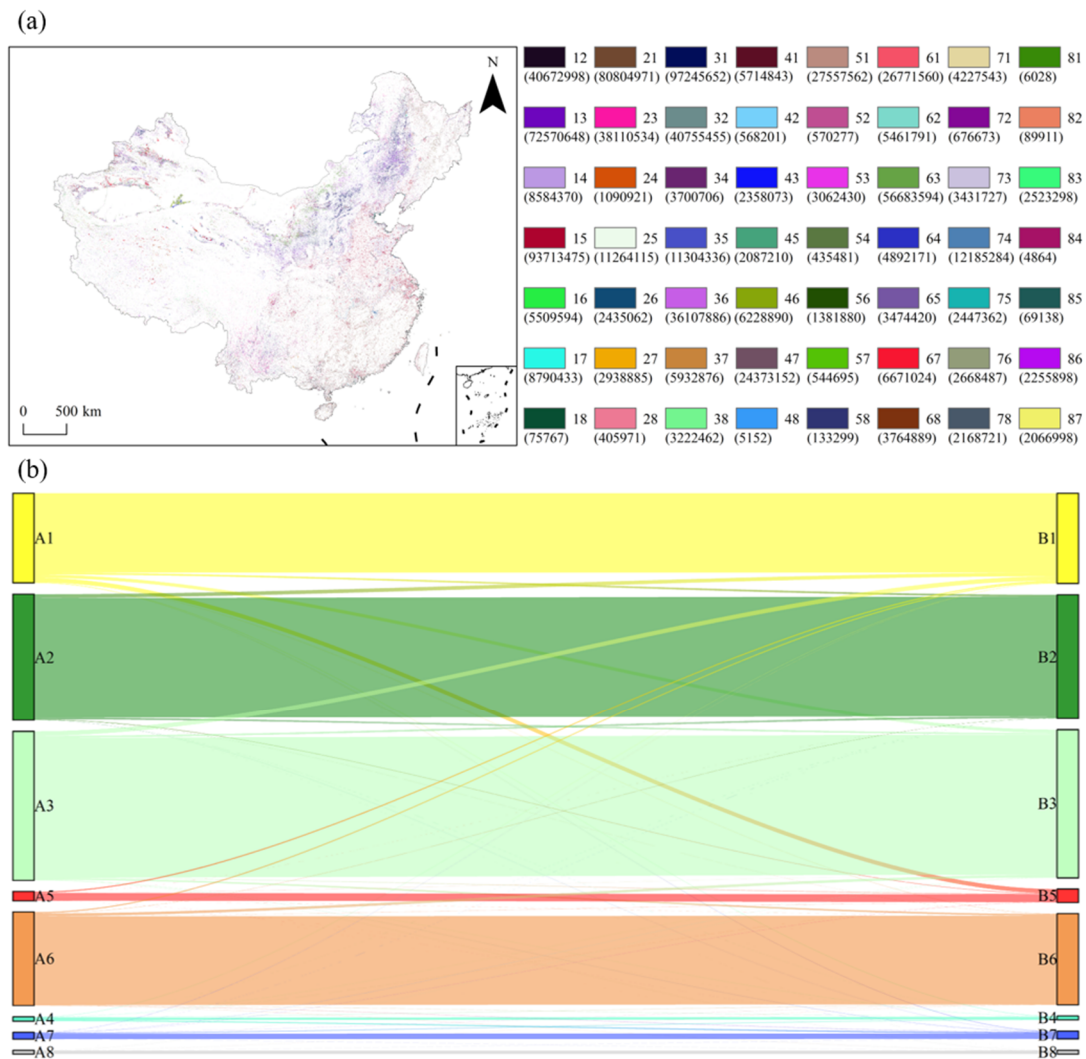 (a)
N
0 500 km
12 21 31 41 51 61 71 81
(40672998) (80804971) (97245652) (5714843) (27557562) (26771560) (4227543) (6028)
13 23 32 42 52 62 72 82
(72570648) (38110534) (40755455) (568201) (570277) (5461791) (676673) (89911)
14 24 34 43 53 63 73 83
(8584370) (1090921) (3700706) (2358073) (3062430) (56683594) (3431727) (2523298)
15 25 35 45 54 64 74 84
(93713475) (11264115) (11304336) (2087210) (435481) (4892171) (12185284) (4864)
16 26 36 46 56 65 75 85
(5509594) (2435062) (36107886) (6228890) (1381880) (3474420) (2447362) (69138)
17 27 37 47 57 67 76 86
(8790433) (2938885) (5932876) (24373152) (544695) (6671024) (2668487) (2255898)
18 28 38 48 58 68 78 87
(75767) (405971) (3222462) (5152) (133299) (3764889) (2168721) (2066998)
(b)
A1 B1
A2 B2
A3 B3
A5 B5
A6 B6
A4 B4
A7 B7
A8 B8